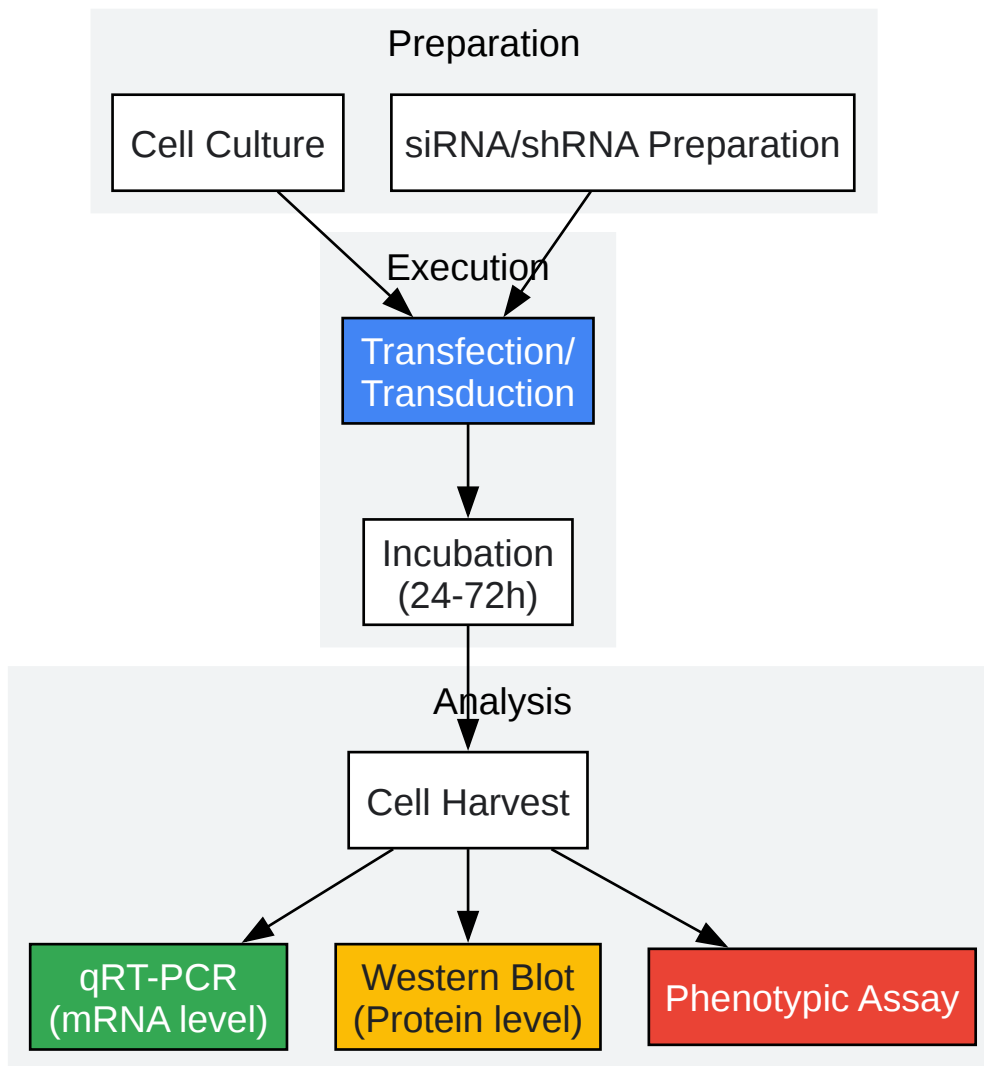 Preparation
Cell Culture
siRNA/shRNA Preparation
Execution
Transfection/
Transduction
Incubation
(24-72h)
Analysis
Cell Harvest
qRT-PCR
(mRNA level)
Western Blot
(Protein level)
Phenotypic Assay